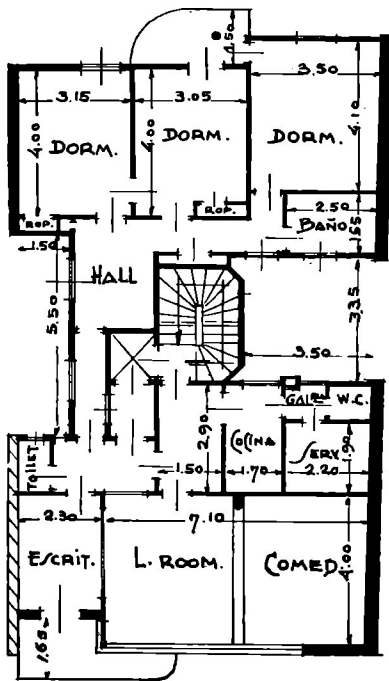 1.50
3.15 3.05 3.50
4.00 4.00 4.10
DORM. DORM. DORM.
ROP. ROP. 2.50
1.50 BAÑO 1.55
HALL
5.50 3.35
3.50
GALRIA W.C.
2.90 COCINA
TOILET SERV. 1.90
1.50 1.70 2.20
2.30 7.10
ESCRIT. L. ROOM. COMED. 4.00
1.65